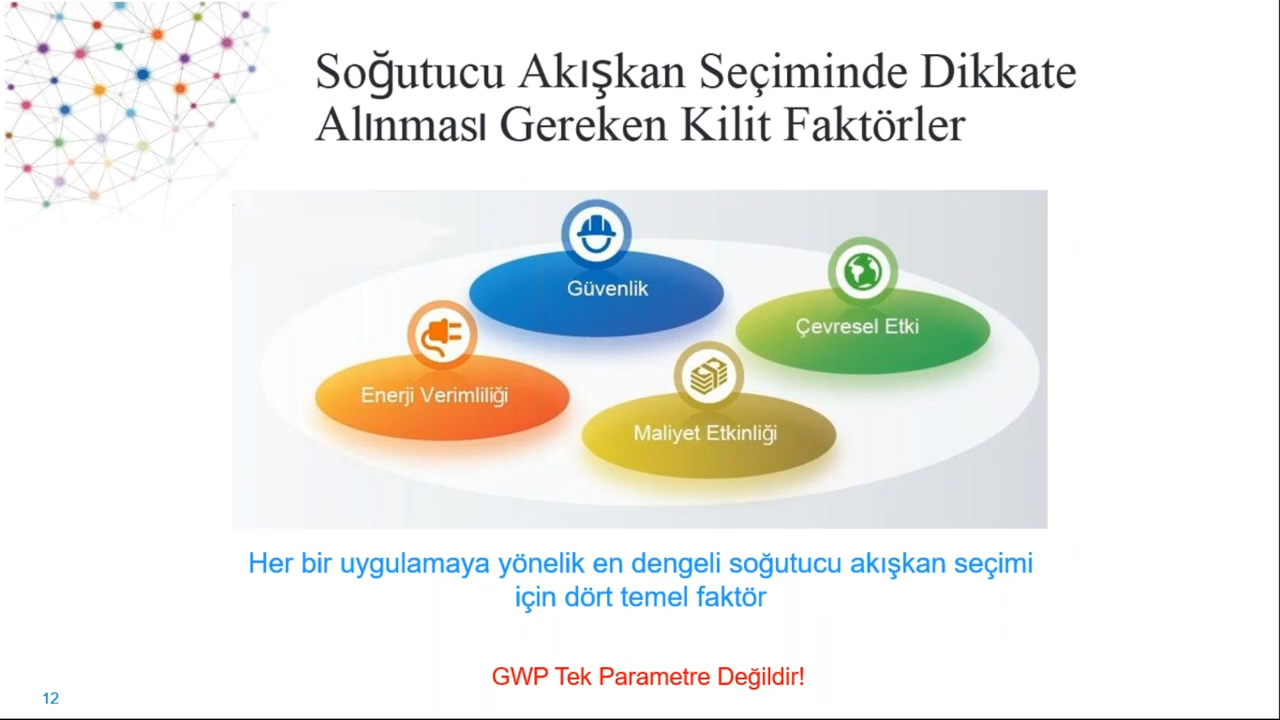 Soğutucu Akışkan Seçiminde Dikkate
Alınması Gereken Kilit Faktörler
Güvenlik
Çevresel Etki
Enerji Verimliliği
Maliyet Etkinliği
Her bir uygulamaya yönelik en dengeli soğutucu akışkan seçimi
için dört temel faktör
GWP Tek Parametre Değildir!
12